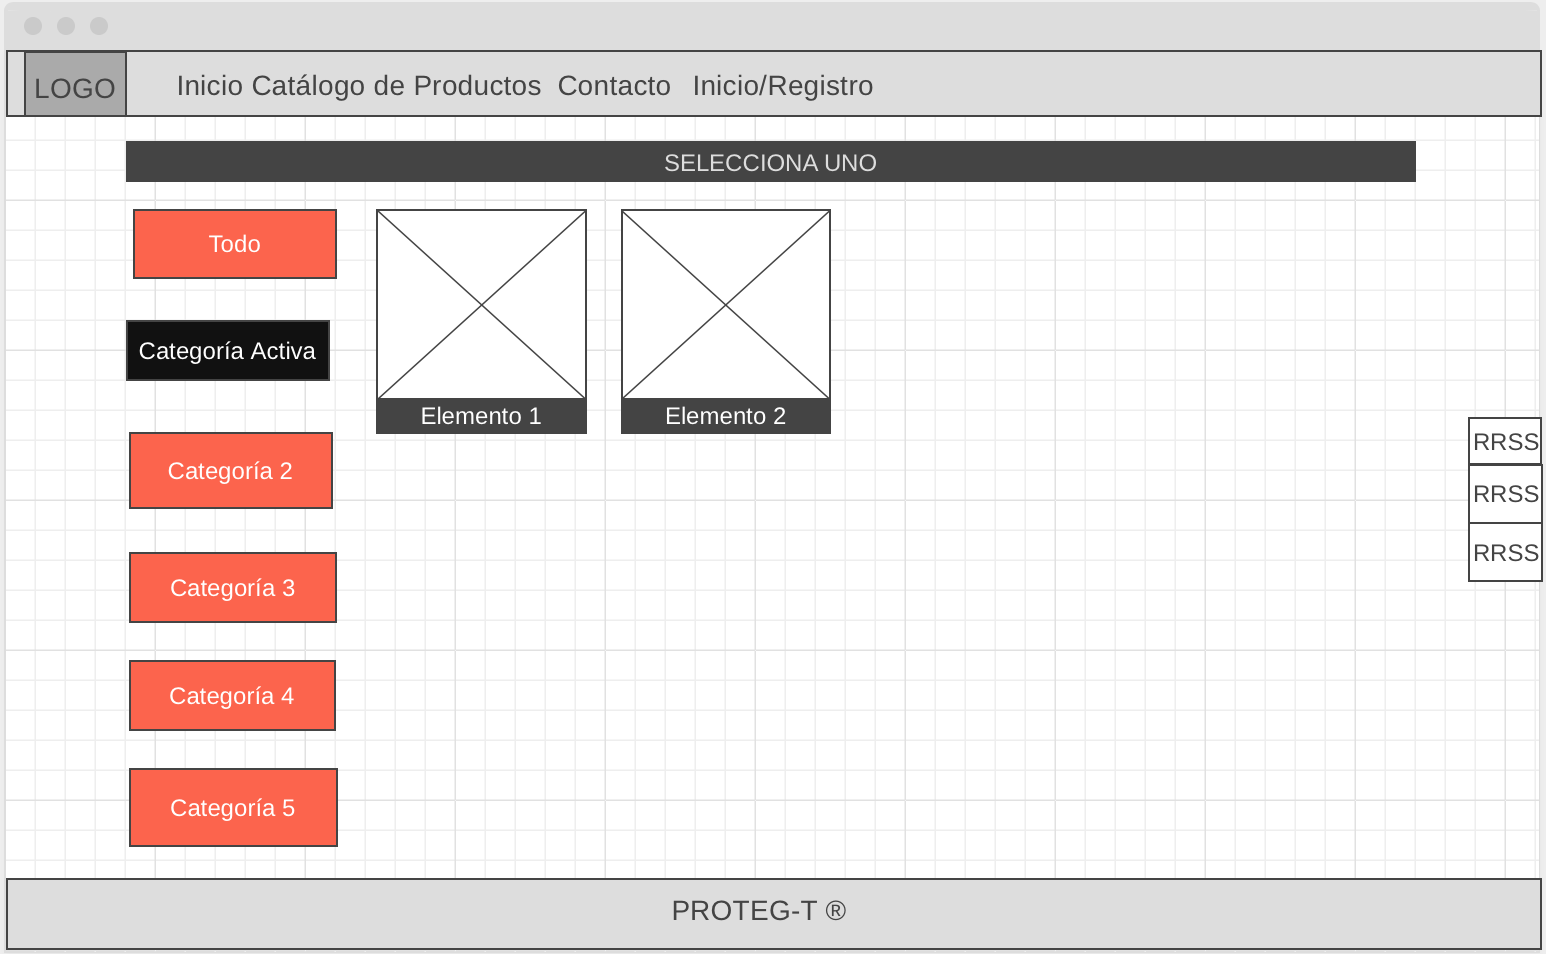 LOGO
Inicio Catálogo de Productos Contacto Inicio/Registro
SELECCIONA UNO
Todo
Categoría Activa
Categoría 2
Categoría 3
Categoría 4
Categoría 5
Elemento 1
Elemento 2
RRSS
RRSS
RRSS
PROTEG-T ®